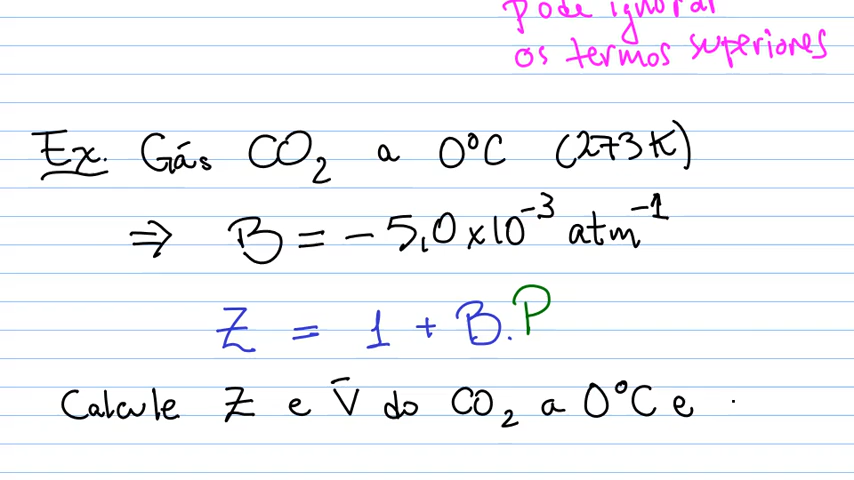 pode ignorar
os termos superiores
Ex. Gás CO₂ a 0°C (273K)
⇒ B = - 5,0×10⁻³ atm⁻¹
Z = 1 + B.P
Calcule Z e V̄ do CO₂ a 0°C e